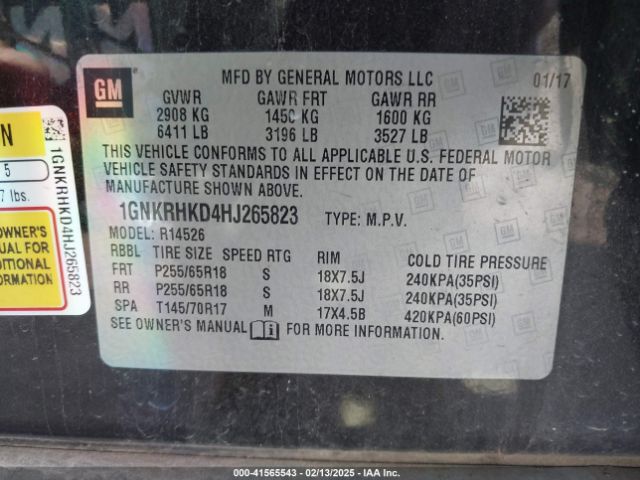 GM
MFD BY GENERAL MOTORS LLC 01/17
GVWR GAWR FRT GAWR RR
2908 KG 1450 KG 1600 KG
6411 LB 3196 LB 3527 LB
THIS VEHICLE CONFORMS TO ALL APPLICABLE U.S. FEDERAL MOTOR
VEHICLE SAFETY STANDARDS IN EFFECT ON THE DATE OF
MANUFACTURE SHOWN ABOVE.
1GNKRHKD4HJ265823 TYPE: M.P.V.
MODEL: R14526
RBBL TIRE SIZE SPEED RTG RIM COLD TIRE PRESSURE
FRT P255/65R18 S 18X7.5J 240KPA(35PSI)
RR P255/65R18 S 18X7.5J 240KPA(35PSI)
SPA T145/70R17 M 17X4.5B 420KPA(60PSI)
SEE OWNER'S MANUAL FOR MORE INFORMATION.
N
5
7 lbs.
OWNER'S
NUAL FOR
DITIONAL
ORMATION
1GNKRHKD4HJ265823
000-41565543 - 02/13/2025 - IAA Inc.